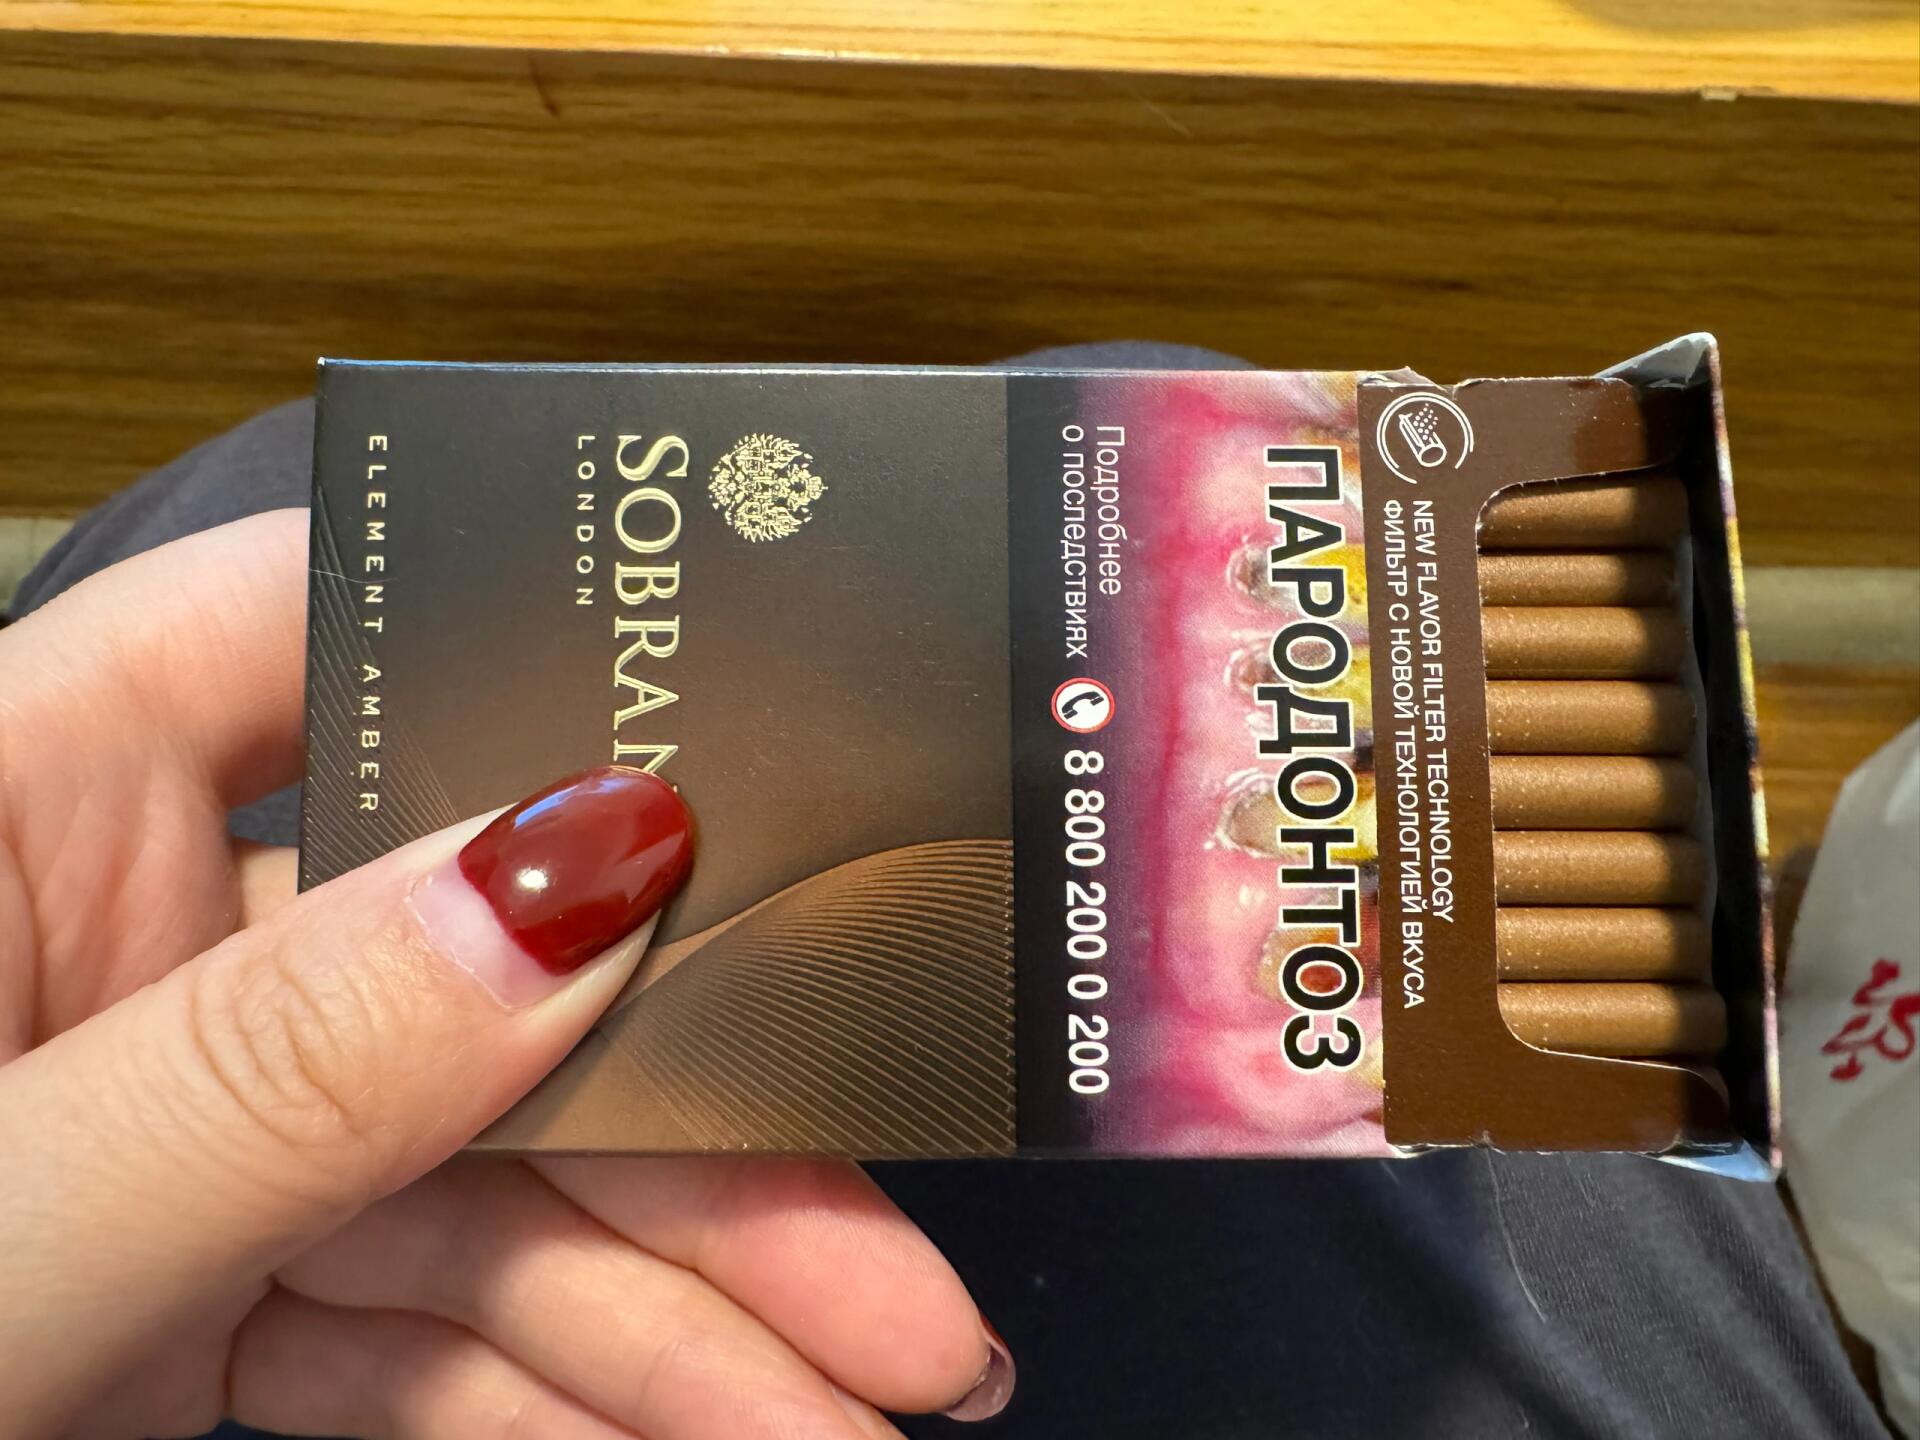 NEW FLAVOR FILTER TECHNOLOGY
ФИЛЬТР С НОВОЙ ТЕХНОЛОГИЕЙ ВКУСА
ПАРОДОНТОЗ
Подробнее
о последствиях 8 800 200 0 200
SOBRAN
LONDON
ELEMENT AMBER